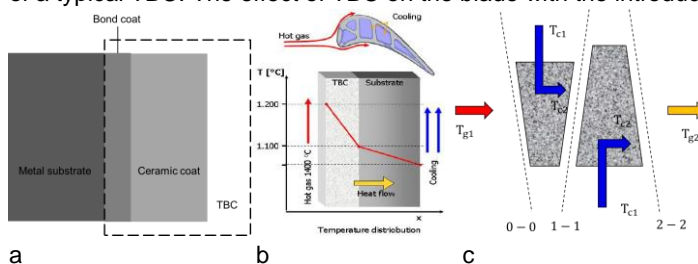 of a typical TBC. The effect of TBC on the blade with the introduc
Bond coat
Metal substrate
Ceramic coat
TBC
a
Hot gas
Cooling
T [°C]
TBC
Substrate
1.200
1.100
Hot gas 1400 °C
Cooling
Heat flow
x
Temperature districbution
b
Tc1
Tc2
Tg1
Tc2
Tg2
Tc1
0 – 0
1 – 1
2 – 2
c